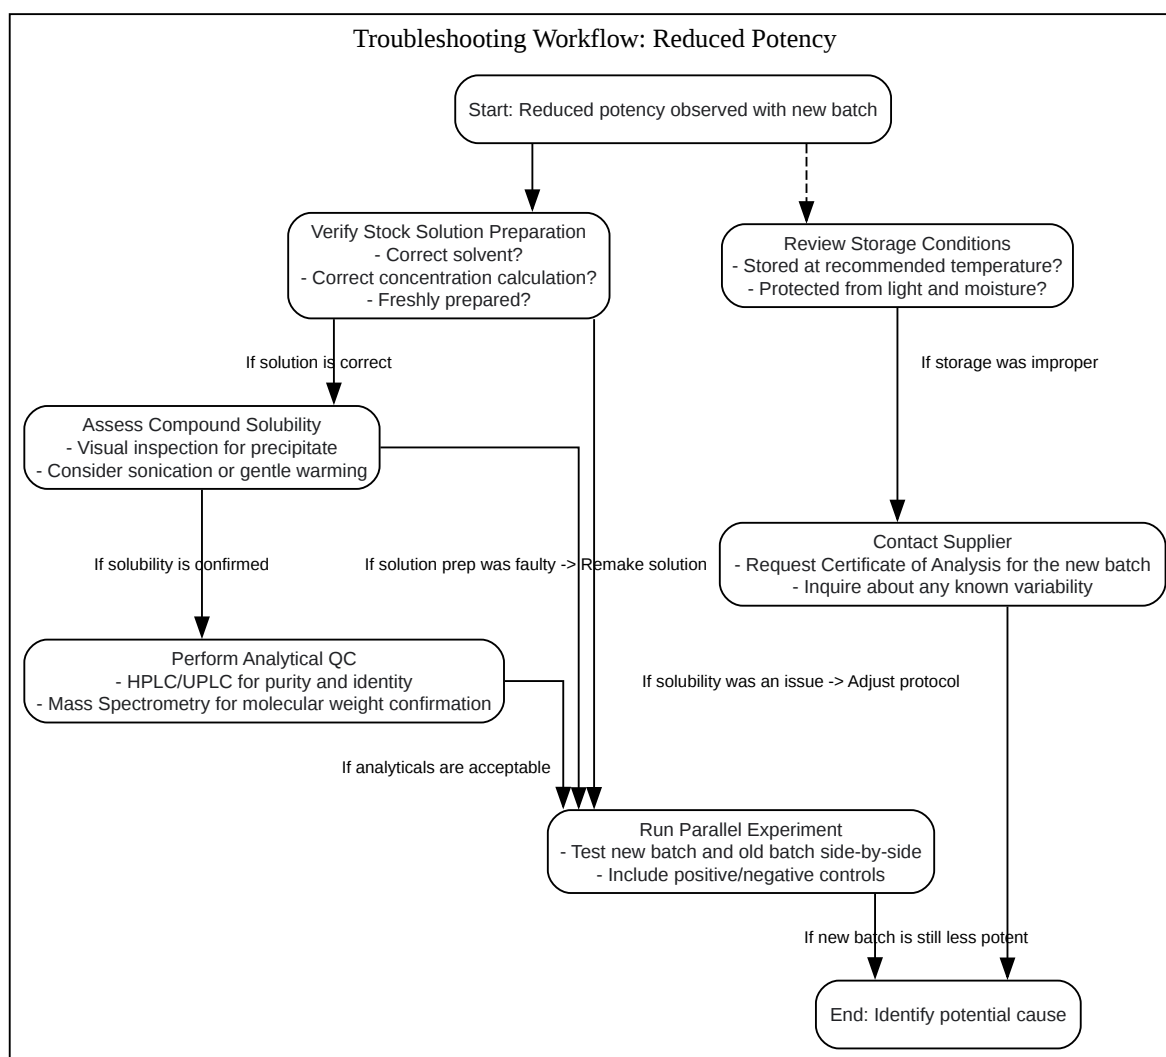 Troubleshooting Workflow: Reduced Potency
Start: Reduced potency observed with new batch
Verify Stock Solution Preparation
- Correct solvent?
- Correct concentration calculation?
- Freshly prepared?
Review Storage Conditions
- Stored at recommended temperature?
- Protected from light and moisture?
If solution is correct
If storage was improper
Assess Compound Solubility
- Visual inspection for precipitate
- Consider sonication or gentle warming
If solubility is confirmed
If solution prep was faulty -> Remake solution
Contact Supplier
- Request Certificate of Analysis for the new batch
- Inquire about any known variability
Perform Analytical QC
- HPLC/UPLC for purity and identity
- Mass Spectrometry for molecular weight confirmation
If solubility was an issue -> Adjust protocol
If analyticals are acceptable
Run Parallel Experiment
- Test new batch and old batch side-by-side
- Include positive/negative controls
If new batch is still less potent
End: Identify potential cause